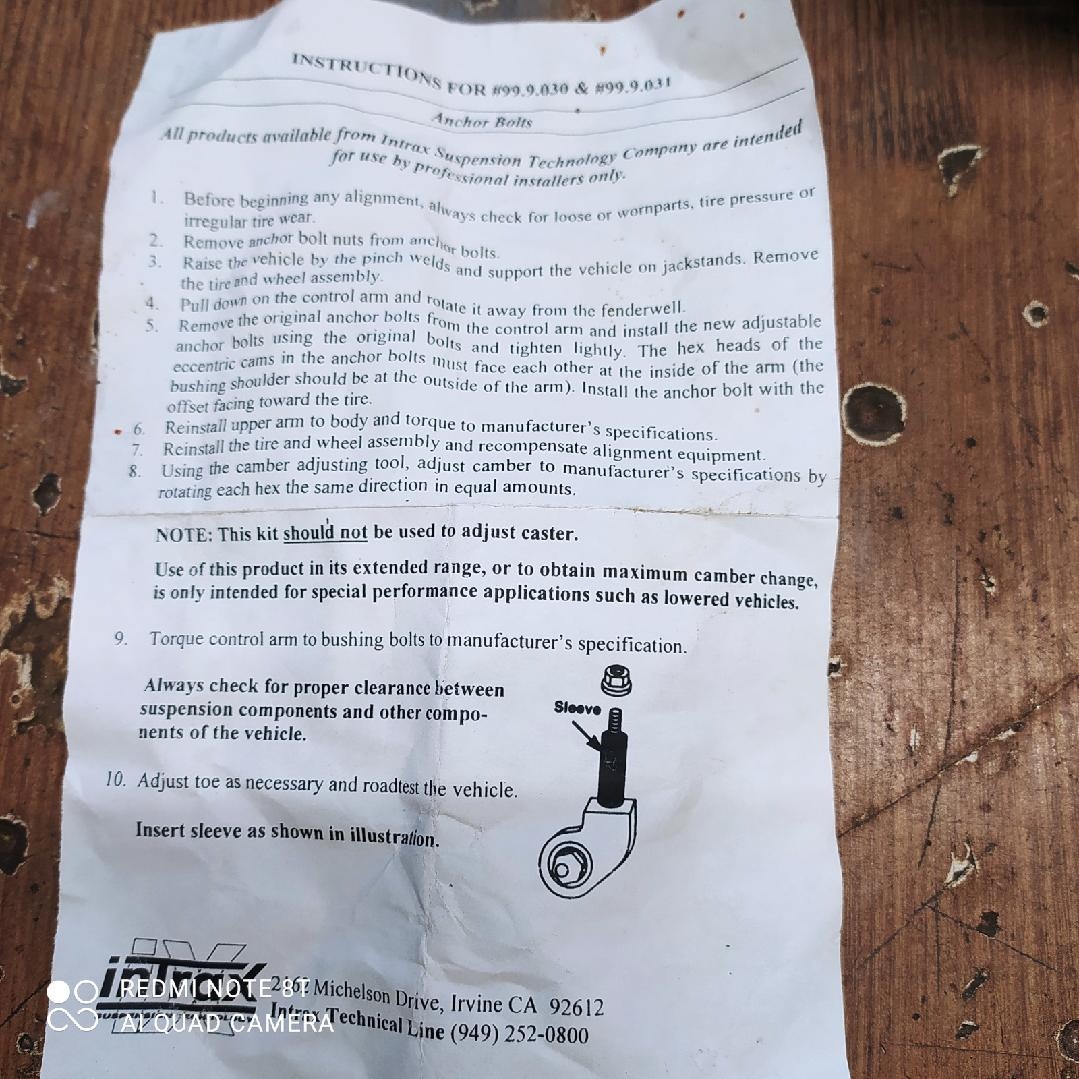 INSTRUCTIONS FOR #99.9.030 & #99.9.031
Anchor Bolts
All products available from Intrax Suspension Technology Company are intended
for use by professional installers only.
1. Before beginning any alignment, always check for loose or wornparts, tire pressure or
irregular tire wear.
2. Remove anchor bolt nuts from anchor bolts.
3. Raise the vehicle by the pinch welds and support the vehicle on jackstands. Remove
the tire and wheel assembly.
4. Pull down on the control arm and rotate it away from the fenderwell.
5. Remove the original anchor bolts from the control arm and install the new adjustable
anchor bolts using the original bolts and tighten lightly. The hex heads of the
eccentric cams in the anchor bolts must face each other at the inside of the arm (the
bushing shoulder should be at the outside of the arm). Install the anchor bolt with the
offset facing toward the tire.
6. Reinstall upper arm to body and torque to manufacturer's specifications.
7. Reinstall the tire and wheel assembly and recompensate alignment equipment.
8. Using the camber adjusting tool, adjust camber to manufacturer's specifications by
rotating each hex the same direction in equal amounts.
NOTE: This kit should not be used to adjust caster.
Use of this product in its extended range, or to obtain maximum camber change,
is only intended for special performance applications such as lowered vehicles.
9. Torque control arm to bushing bolts to manufacturer's specification.
Always check for proper clearance between
suspension components and other compo-
nents of the vehicle.
Sleeve
10. Adjust toe as necessary and roadtest the vehicle.
Insert sleeve as shown in illustration.
inTrax
Michelson Drive, Irvine CA 92612
Intrax Technical Line (949) 252-0800
REDMI NOTE 8T
AI QUAD CAMERA